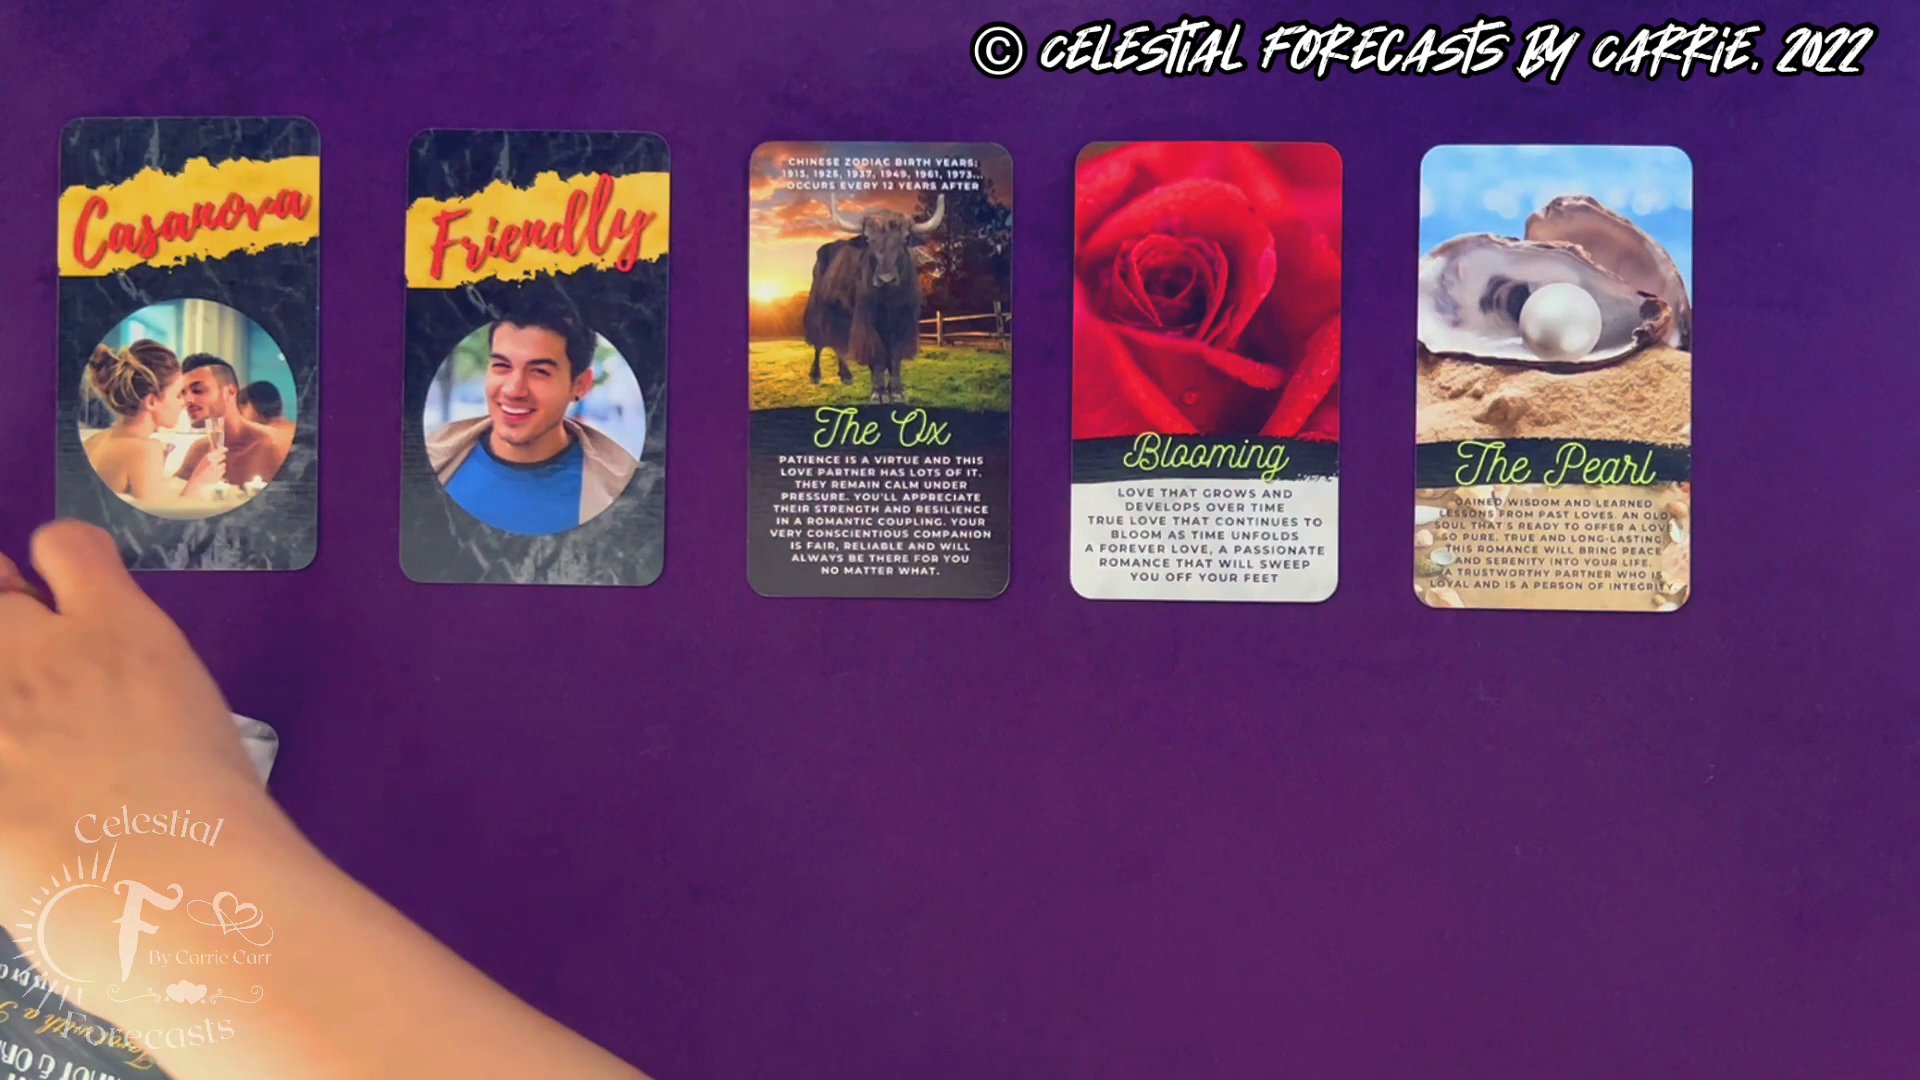 © CELESTIAL FORECASTS BY CARRIE. 2022
Casanova
Friendly
CHINESE ZODIAC BIRTH YEARS:
1913, 1925, 1937, 1949, 1961, 1973...
OCCURS EVERY 12 YEARS AFTER
The Ox
PATIENCE IS A VIRTUE AND THIS
LOVE PARTNER HAS LOTS OF IT.
THEY REMAIN CALM UNDER
PRESSURE. YOU'LL APPRECIATE
THEIR STRENGTH AND RESILIENCE
IN A ROMANTIC COUPLING. YOUR
VERY CONSCIENTIOUS COMPANION
IS FAIR, RELIABLE AND WILL
ALWAYS BE THERE FOR YOU
NO MATTER WHAT.
Blooming
LOVE THAT GROWS AND
DEVELOPS OVER TIME
TRUE LOVE THAT CONTINUES TO
BLOOM AS TIME UNFOLDS
A FOREVER LOVE, A PASSIONATE
ROMANCE THAT WILL SWEEP
YOU OFF YOUR FEET
The Pearl
GAINED WISDOM AND LEARNED
LESSONS FROM PAST LOVES. AN OLD
SOUL THAT'S READY TO OFFER A LOVE
SO PURE, TRUE AND LONG-LASTING
THIS ROMANCE WILL BRING PEACE
AND SERENITY INTO YOUR LIFE.
A TRUSTWORTHY PARTNER WHO IS
LOYAL AND IS A PERSON OF INTEGRITY.
Celestial
CF
By Carrie Carr
Forecasts